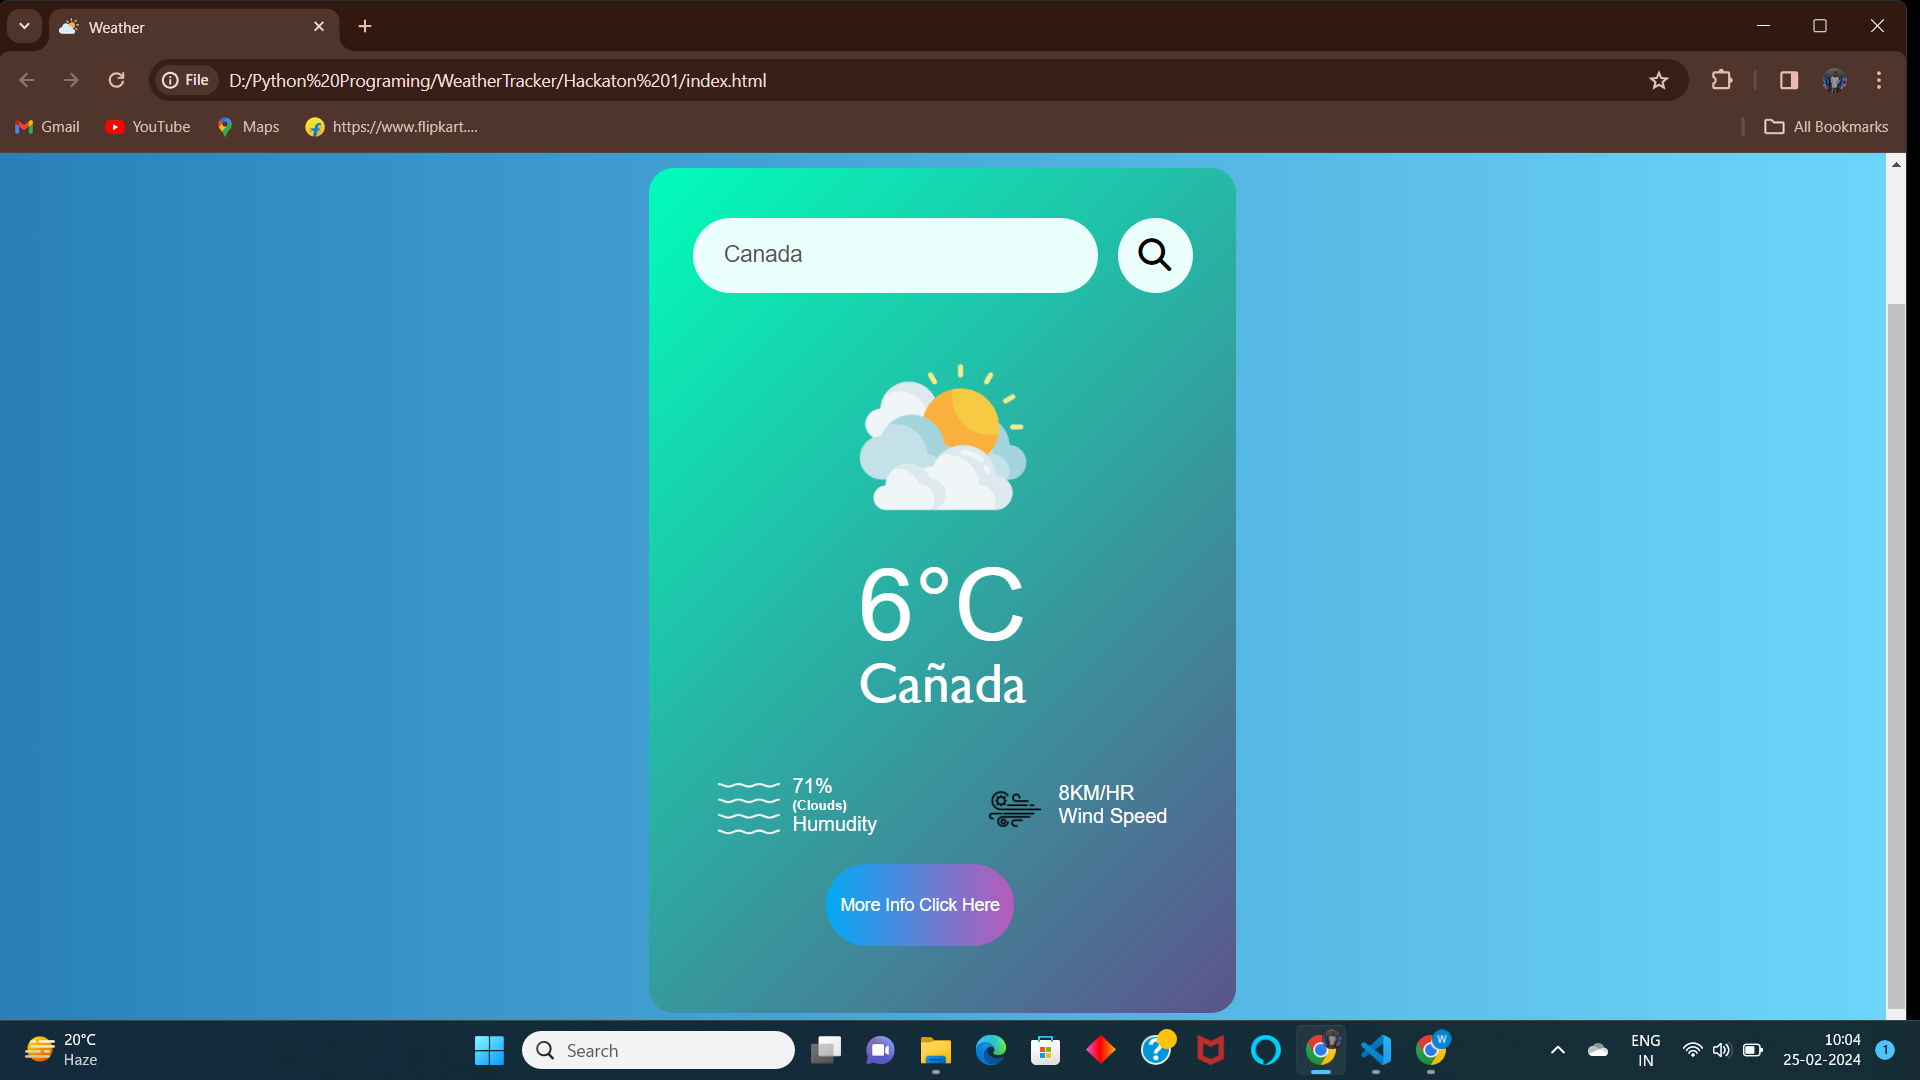 Weather
File
D:/Python%20Programing/WeatherTracker/Hackaton%201/index.html
Gmail
YouTube
Maps
https://www.flipkart....
All Bookmarks
Canada
6°C
Cañada
71%
(Clouds)
Humudity
8KM/HR
Wind Speed
More Info Click Here
20°C
Haze
Search
W
ENG
IN
10:04
25-02-2024
1